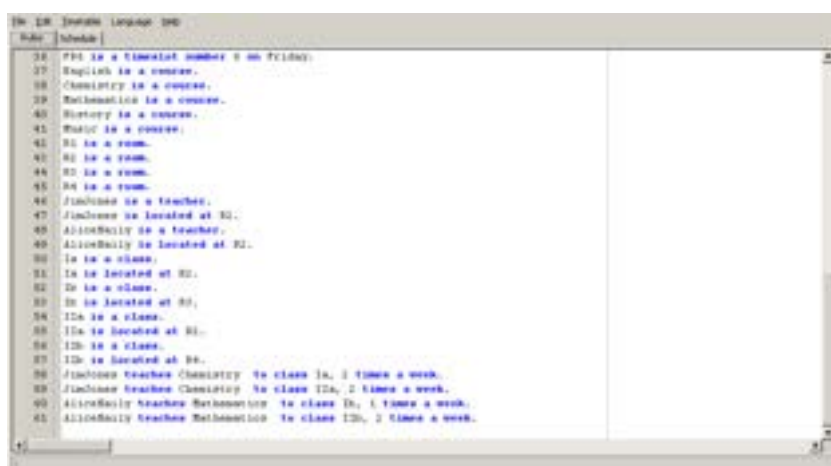 File Edit Timetable Language Help
Rules Schedule
36 is a timeslot number on Friday.
37 English is a course.
38 Chemistry is a course.
39 Mathematics is a course.
40 History is a course.
41 Music is a course.
42 R1 is a room.
43 R2 is a room.
44 R3 is a room.
45 R4 is a room.
46 JimJones is a teacher.
47 JimJones is located at R1.
48 AliceBaily is a teacher.
49 AliceBaily is located at R2.
50 Ia is a class.
51 Ia is located at
52 Ib is a class.
53 Ib is located at R3.
54 IIa is a class.
55 IIa is located at R1.
56 IIb is a class.
57 IIb is located at R4.
58 JimJones teaches Chemistry to class Ia, times a week.
59 JimJones teaches Chemistry to class IIa, 2 times a week.
60 AliceBaily teaches Mathematics to class Ib, times a week.
61 AliceBaily teaches Mathematics to class IIb, 2 times a week.